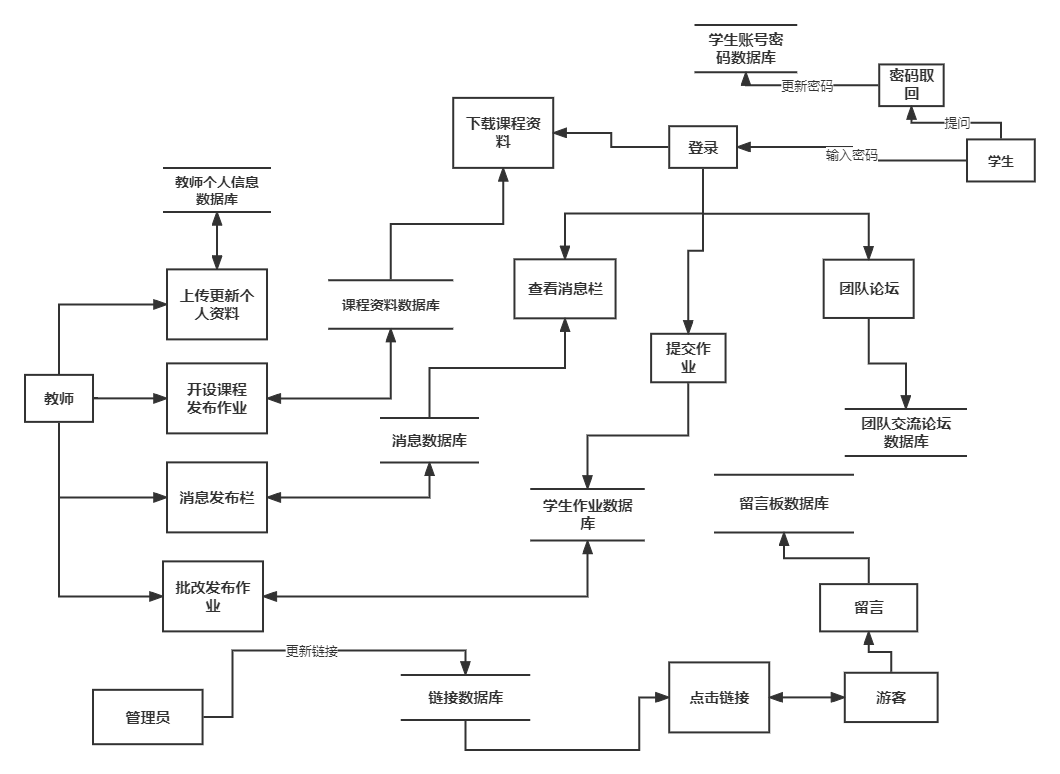 学生账号密
码数据库
更新密码
密码取
回
提问
下载课程资
料
登录
输入密码
学生
教师个人信息
数据库
上传更新个
人资料
课程资料数据库
查看消息栏
团队论坛
提交作
业
教师
开设课程
发布作业
消息数据库
团队交流论坛
数据库
消息发布栏
学生作业数据
库
留言板数据库
批改发布作
业
留言
更新链接
链接数据库
点击链接
游客
管理员